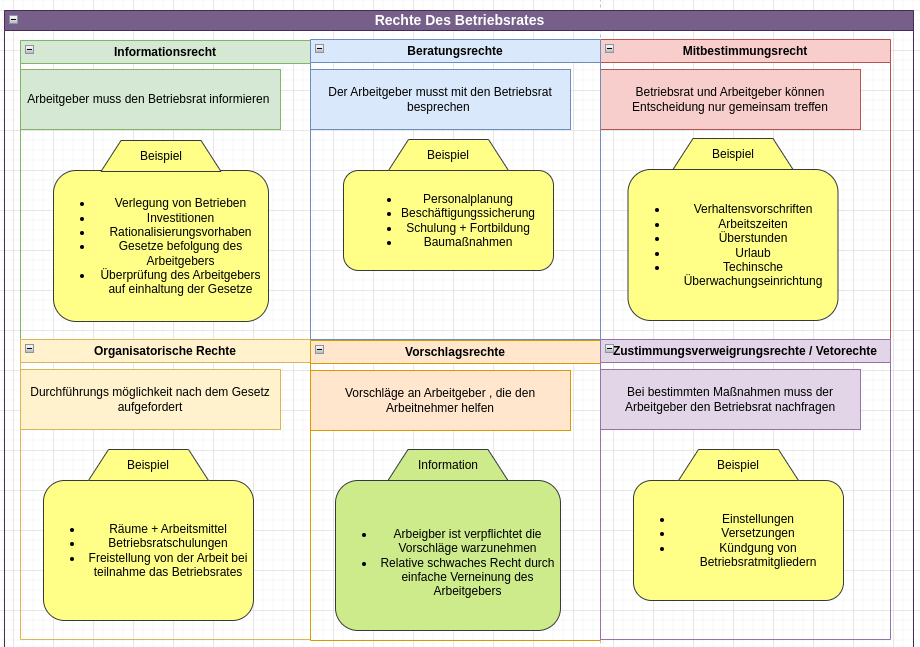 Rechte Des Betriebsrates
Informationsrecht
Arbeitgeber muss den Betriebsrat informieren
Beispiel
Verlegung von Betrieben
Investitionen
Rationalisierungsvorhaben
Gesetze befolgung des
Arbeitgebers
Überprüfung des Arbeitgebers
auf einhaltung der Gesetze
Beratungsrechte
Der Arbeitgeber musst mit den Betriebsrat
besprechen
Beispiel
Personalplanung
Beschäftigungssicherung
Schulung + Fortbildung
Baumaßnahmen
Mitbestimmungsrecht
Betriebsrat und Arbeitgeber können
Entscheidung nur gemeinsam treffen
Beispiel
Verhaltensvorschriften
Arbeitszeiten
Überstunden
Urlaub
Techinsche
Überwachungseinrichtung
Organisatorische Rechte
Durchführungs möglichkeit nach dem Gesetz
aufgefordert
Beispiel
Räume + Arbeitsmittel
Betriebsratschulungen
Freistellung von der Arbeit bei
teilnahme das Betriebsrates
Vorschlagsrechte
Vorschläge an Arbeitgeber , die den
Arbeitnehmer helfen
Information
Arbeigber ist verpflichtet die
Vorschläge warzunehmen
Relative schwaches Recht durch
einfache Verneinung des
Arbeitgebers
Zustimmungsverweigrungsrechte / Vetorechte
Bei bestimmten Maßnahmen muss der
Arbeitgeber den Betriebsrat nachfragen
Beispiel
Einstellungen
Versetzungen
Kündgung von
Betriebsratmitgliedern